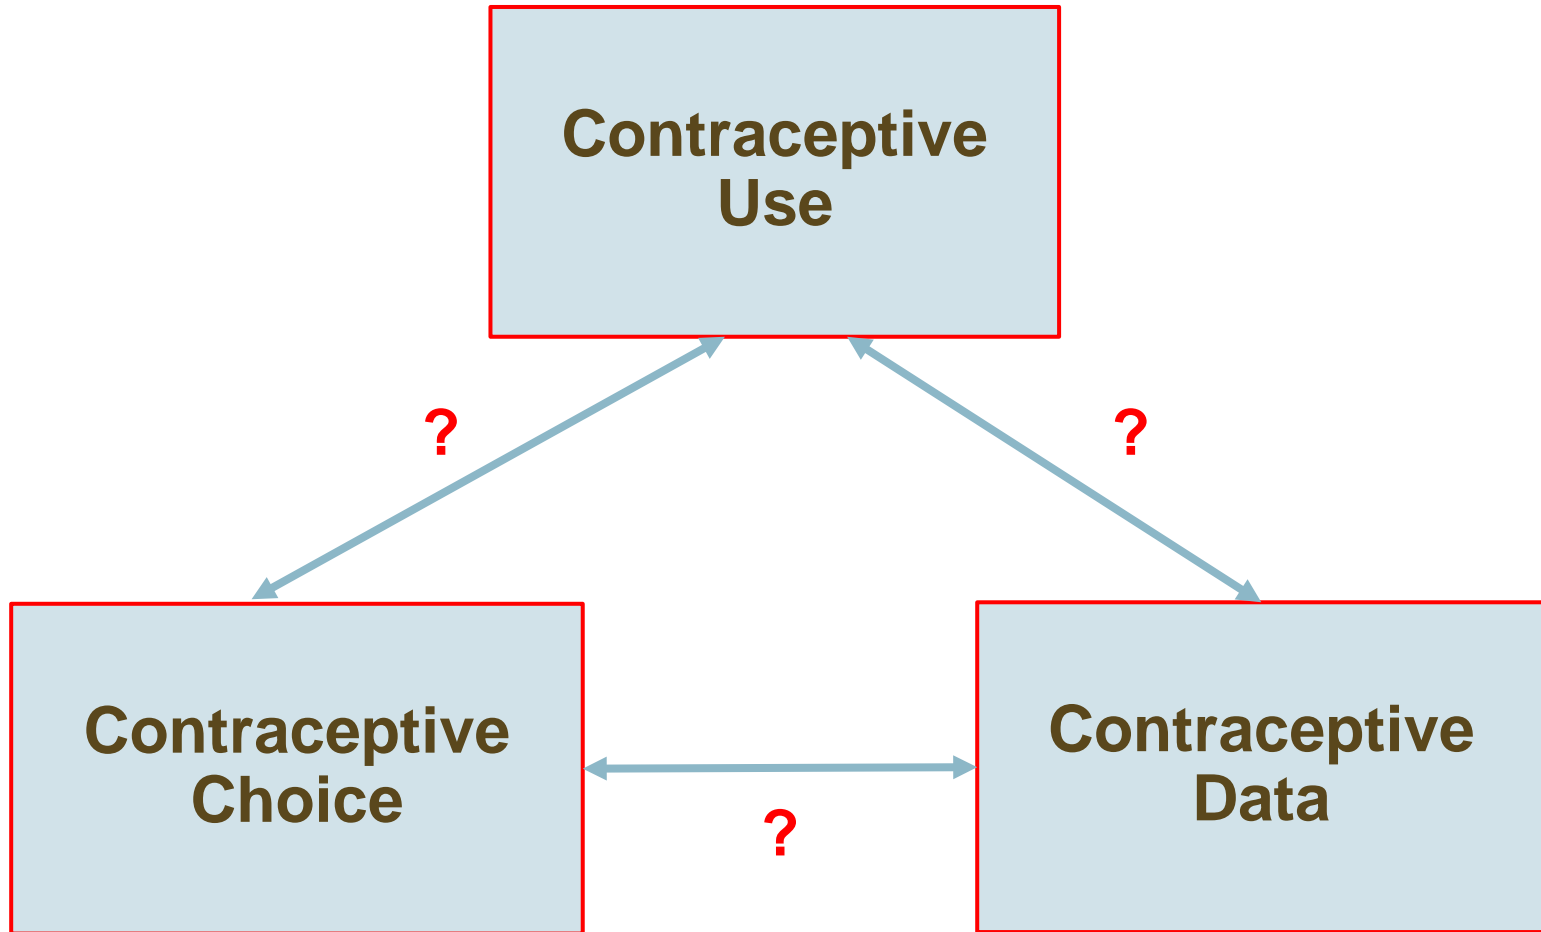 Contraceptive
Use
?
?
Contraceptive
Choice
Contraceptive
Data
?